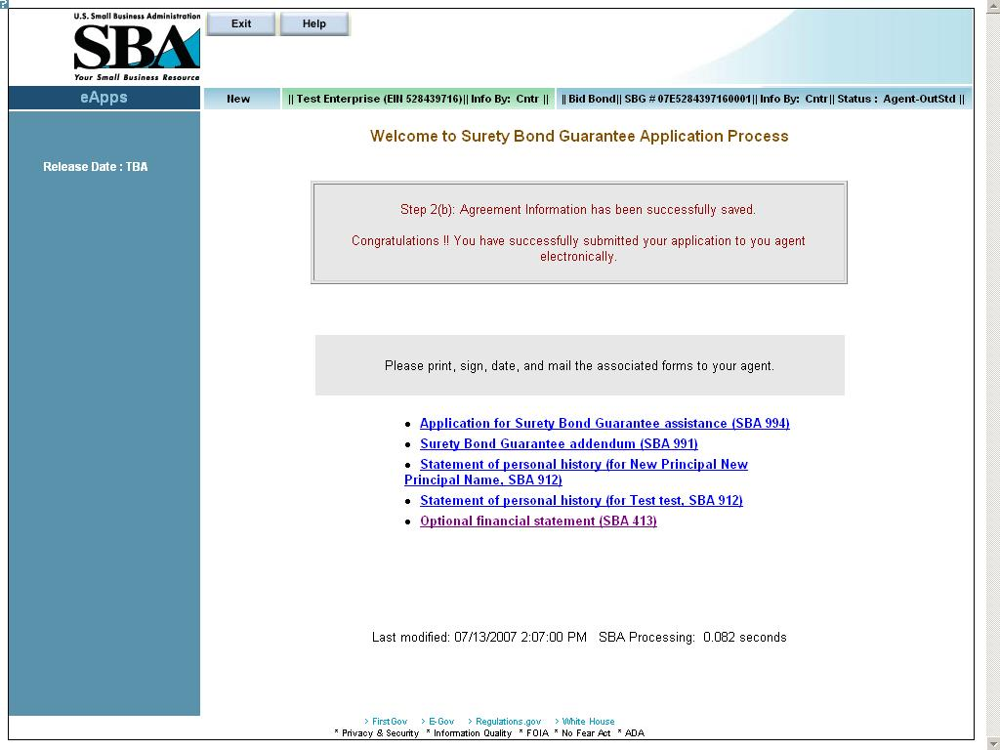 U.S. Small Business Administration
SBA
Your Small Business Resource
Exit
Help
eApps
New
|| Test Enterprise (EIN 528439716)|| Info By: Cntr ||
|| Bid Bond|| SBG # 07E5284397160001|| Info By: Cntr|| Status : Agent-OutStd ||
Release Date : TBA
Welcome to Surety Bond Guarantee Application Process
Step 2(b): Agreement Information has been successfully saved.
Congratulations !! You have successfully submitted your application to you agent
electronically.
Please print, sign, date, and mail the associated forms to your agent.
• Application for Surety Bond Guarantee assistance (SBA 994)
• Surety Bond Guarantee addendum (SBA 991)
• Statement of personal history (for New Principal New
Principal Name, SBA 912)
• Statement of personal history (for Test test, SBA 912)
• Optional financial statement (SBA 413)
Last modified: 07/13/2007 2:07:00 PM SBA Processing: 0.082 seconds
> FirstGov > E-Gov > Regulations.gov > White House
* Privacy & Security * Information Quality * FOIA * No Fear Act * ADA